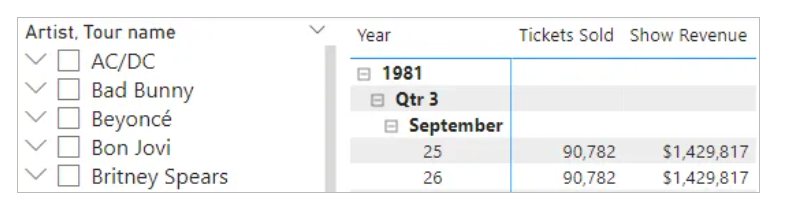 Artist, Tour name
AC/DC
Bad Bunny
Beyoncé
Bon Jovi
Britney Spears
Year Tickets Sold Show Revenue
1981
Qtr 3
September
25 90,782 $1,429,817
26 90,782 $1,429,817